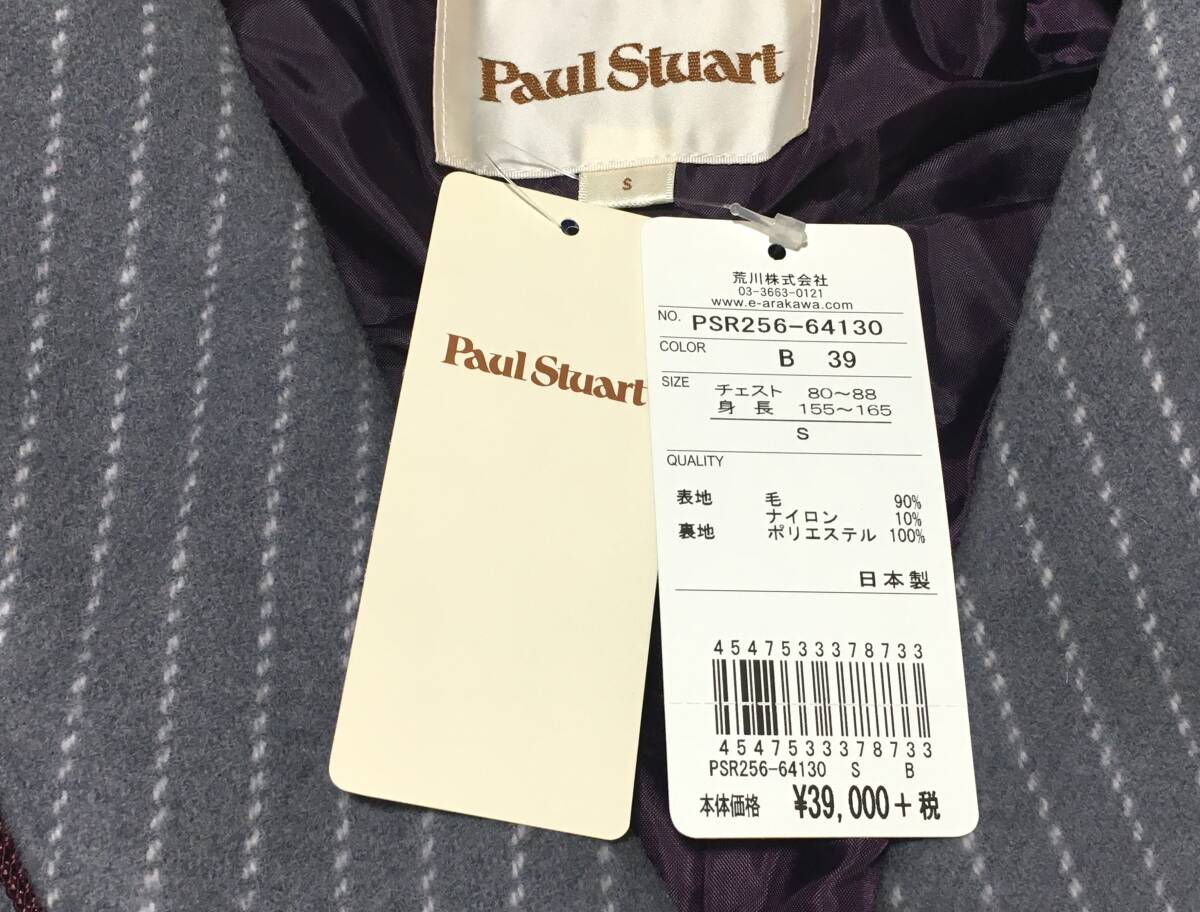 Paul Stuart
S
Paul Stuart
荒川株式会社
03-3663-0121
www.e-arakawa.com
NO. PSR256-64130
COLOR B 39
SIZE チェスト 80~88
身長 155~165
S
QUALITY
表地 毛 90%
ナイロン 10%
裏地 ポリエステル 100%
日本製
4547533378733
4547533378733
PSR256-64130 S B
本体価格 ¥39,000+税